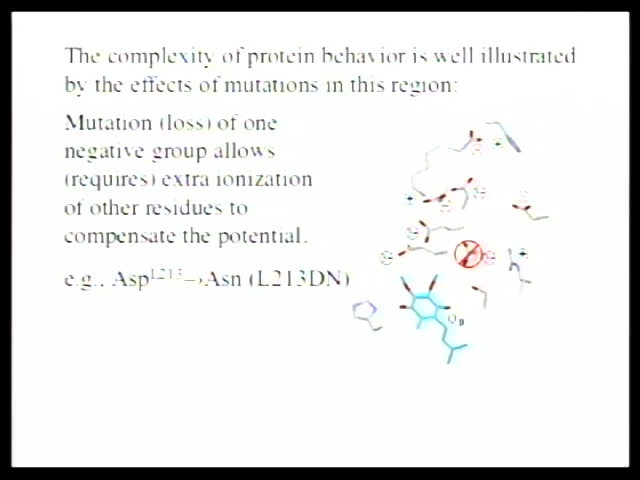 The complexity of protein behavior is well illustrated
by the effects of mutations in this region:
Mutation (loss) of one
negative group allows
(requires) extra ionization
of other residues to
compensate the potential.
e.g., Asp^L213→Asn (L213DN)
Q_B